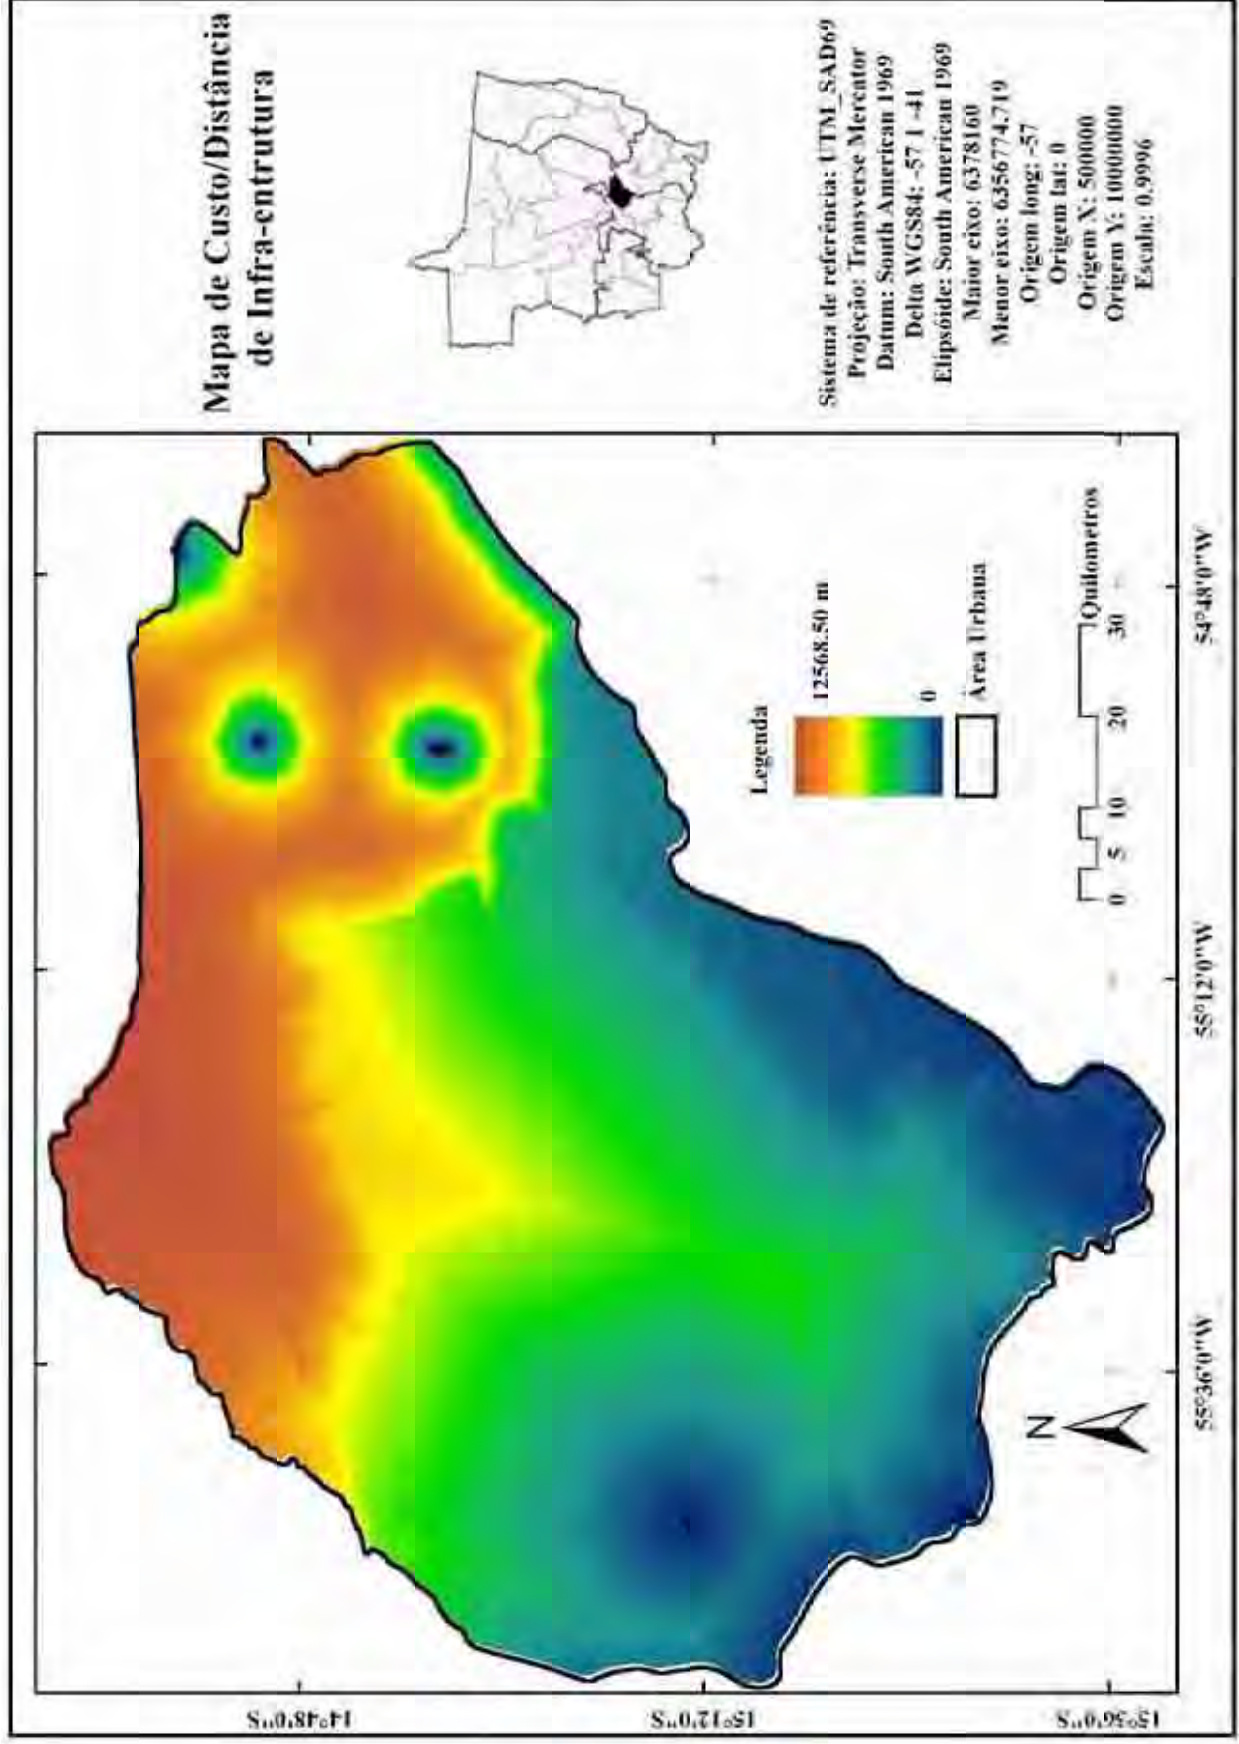 Mapa de Custo/Distância
de Infra-entrutura
Sistema de referência: UTM_SAD69
Projeção: Transverse Mercator
Datum: South American 1969
Delta WGS84: -57 1 -41
Elipsóide: South American 1969
Maior eixo: 6378160
Menor eixo: 6356774.719
Origem long: -57
Origem lat: 0
Origem X: 500000
Origem Y: 10000000
Escala: 0.9996
Legenda
12568.50 m
0
Área Urbana
0 5 10 20 30
Quilometros
N
55°36'0"W
55°12'0"W
54°48'0"W
14°48'0"S
15°12'0"S
15°36'0"S